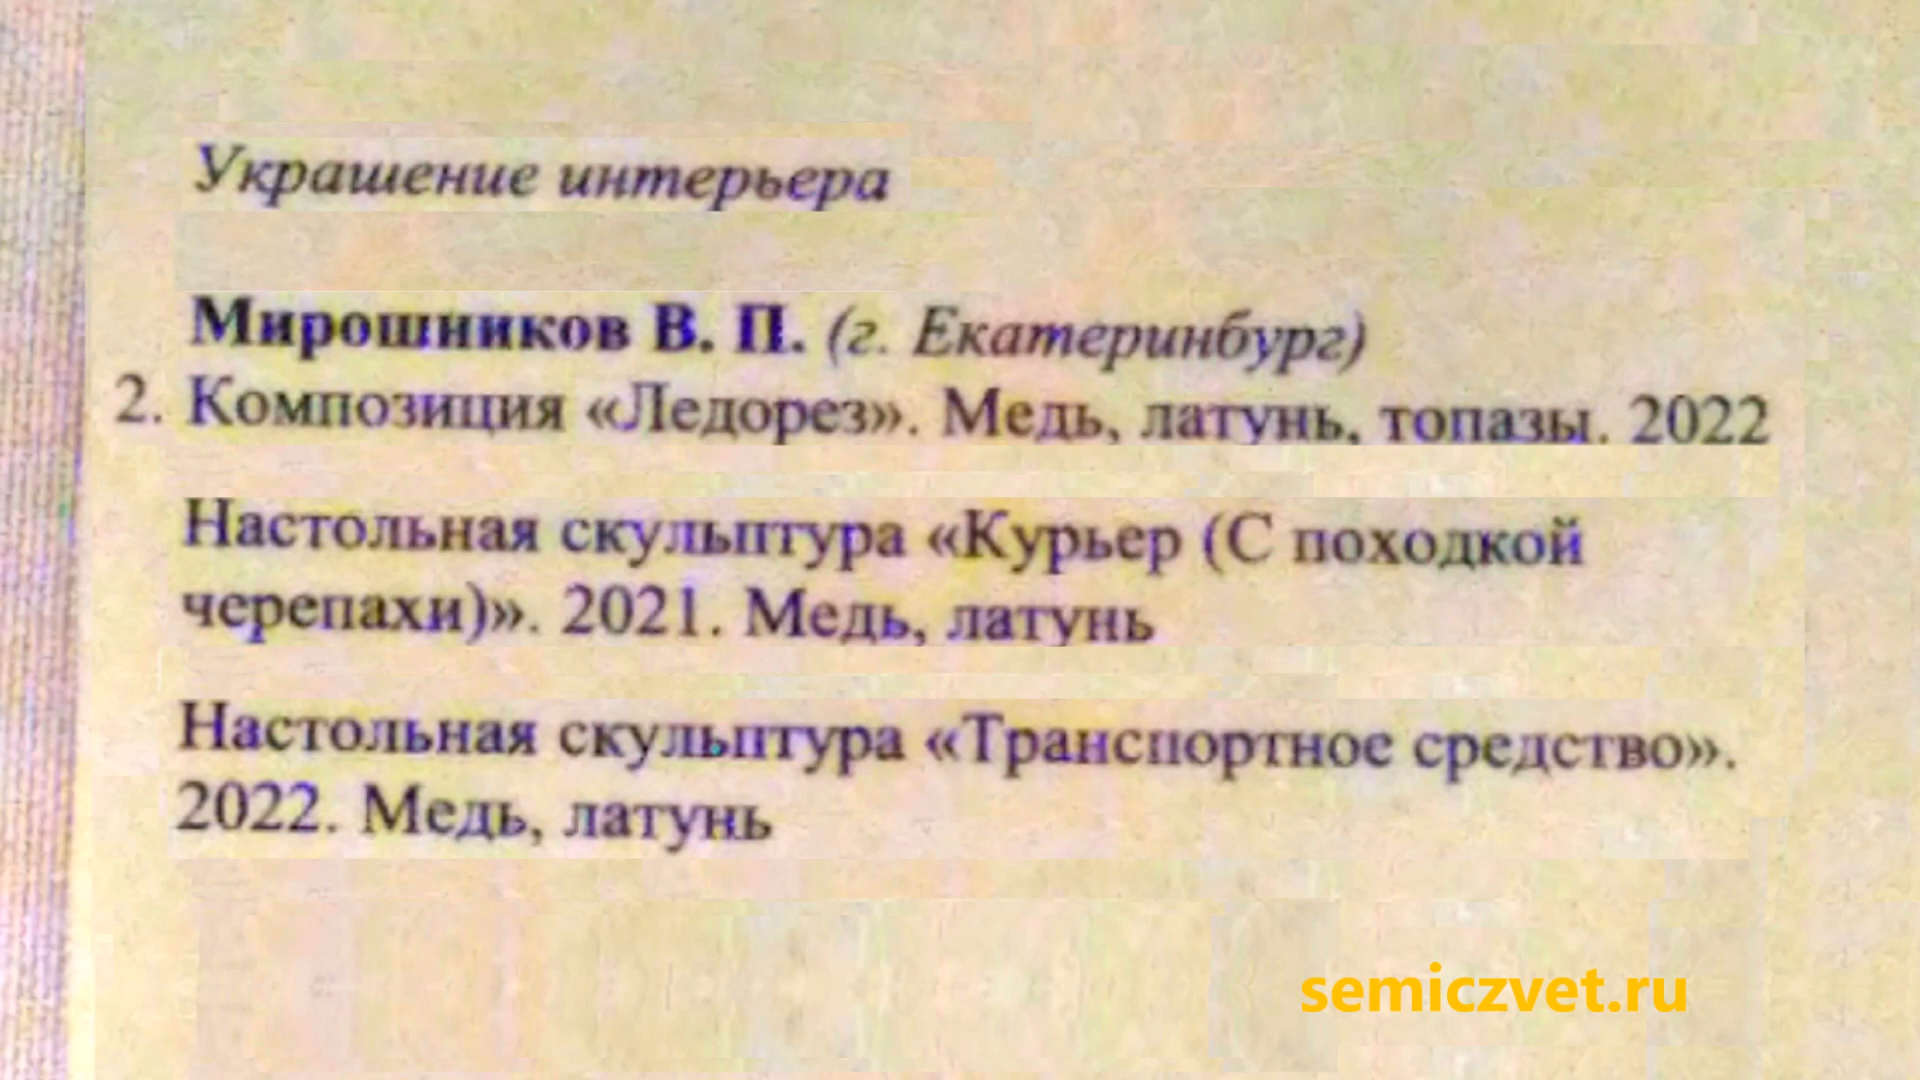 Украшение интерьера
Мирошников В. П. (г. Екатеринбург)
2. Композиция «Ледорез». Медь, латунь, топазы. 2022
Настольная скульптура «Курьер (С походкой
черепахи)». 2021. Медь, латунь
Настольная скульптура «Транспортное средство».
2022. Медь, латунь
semiczvet.ru